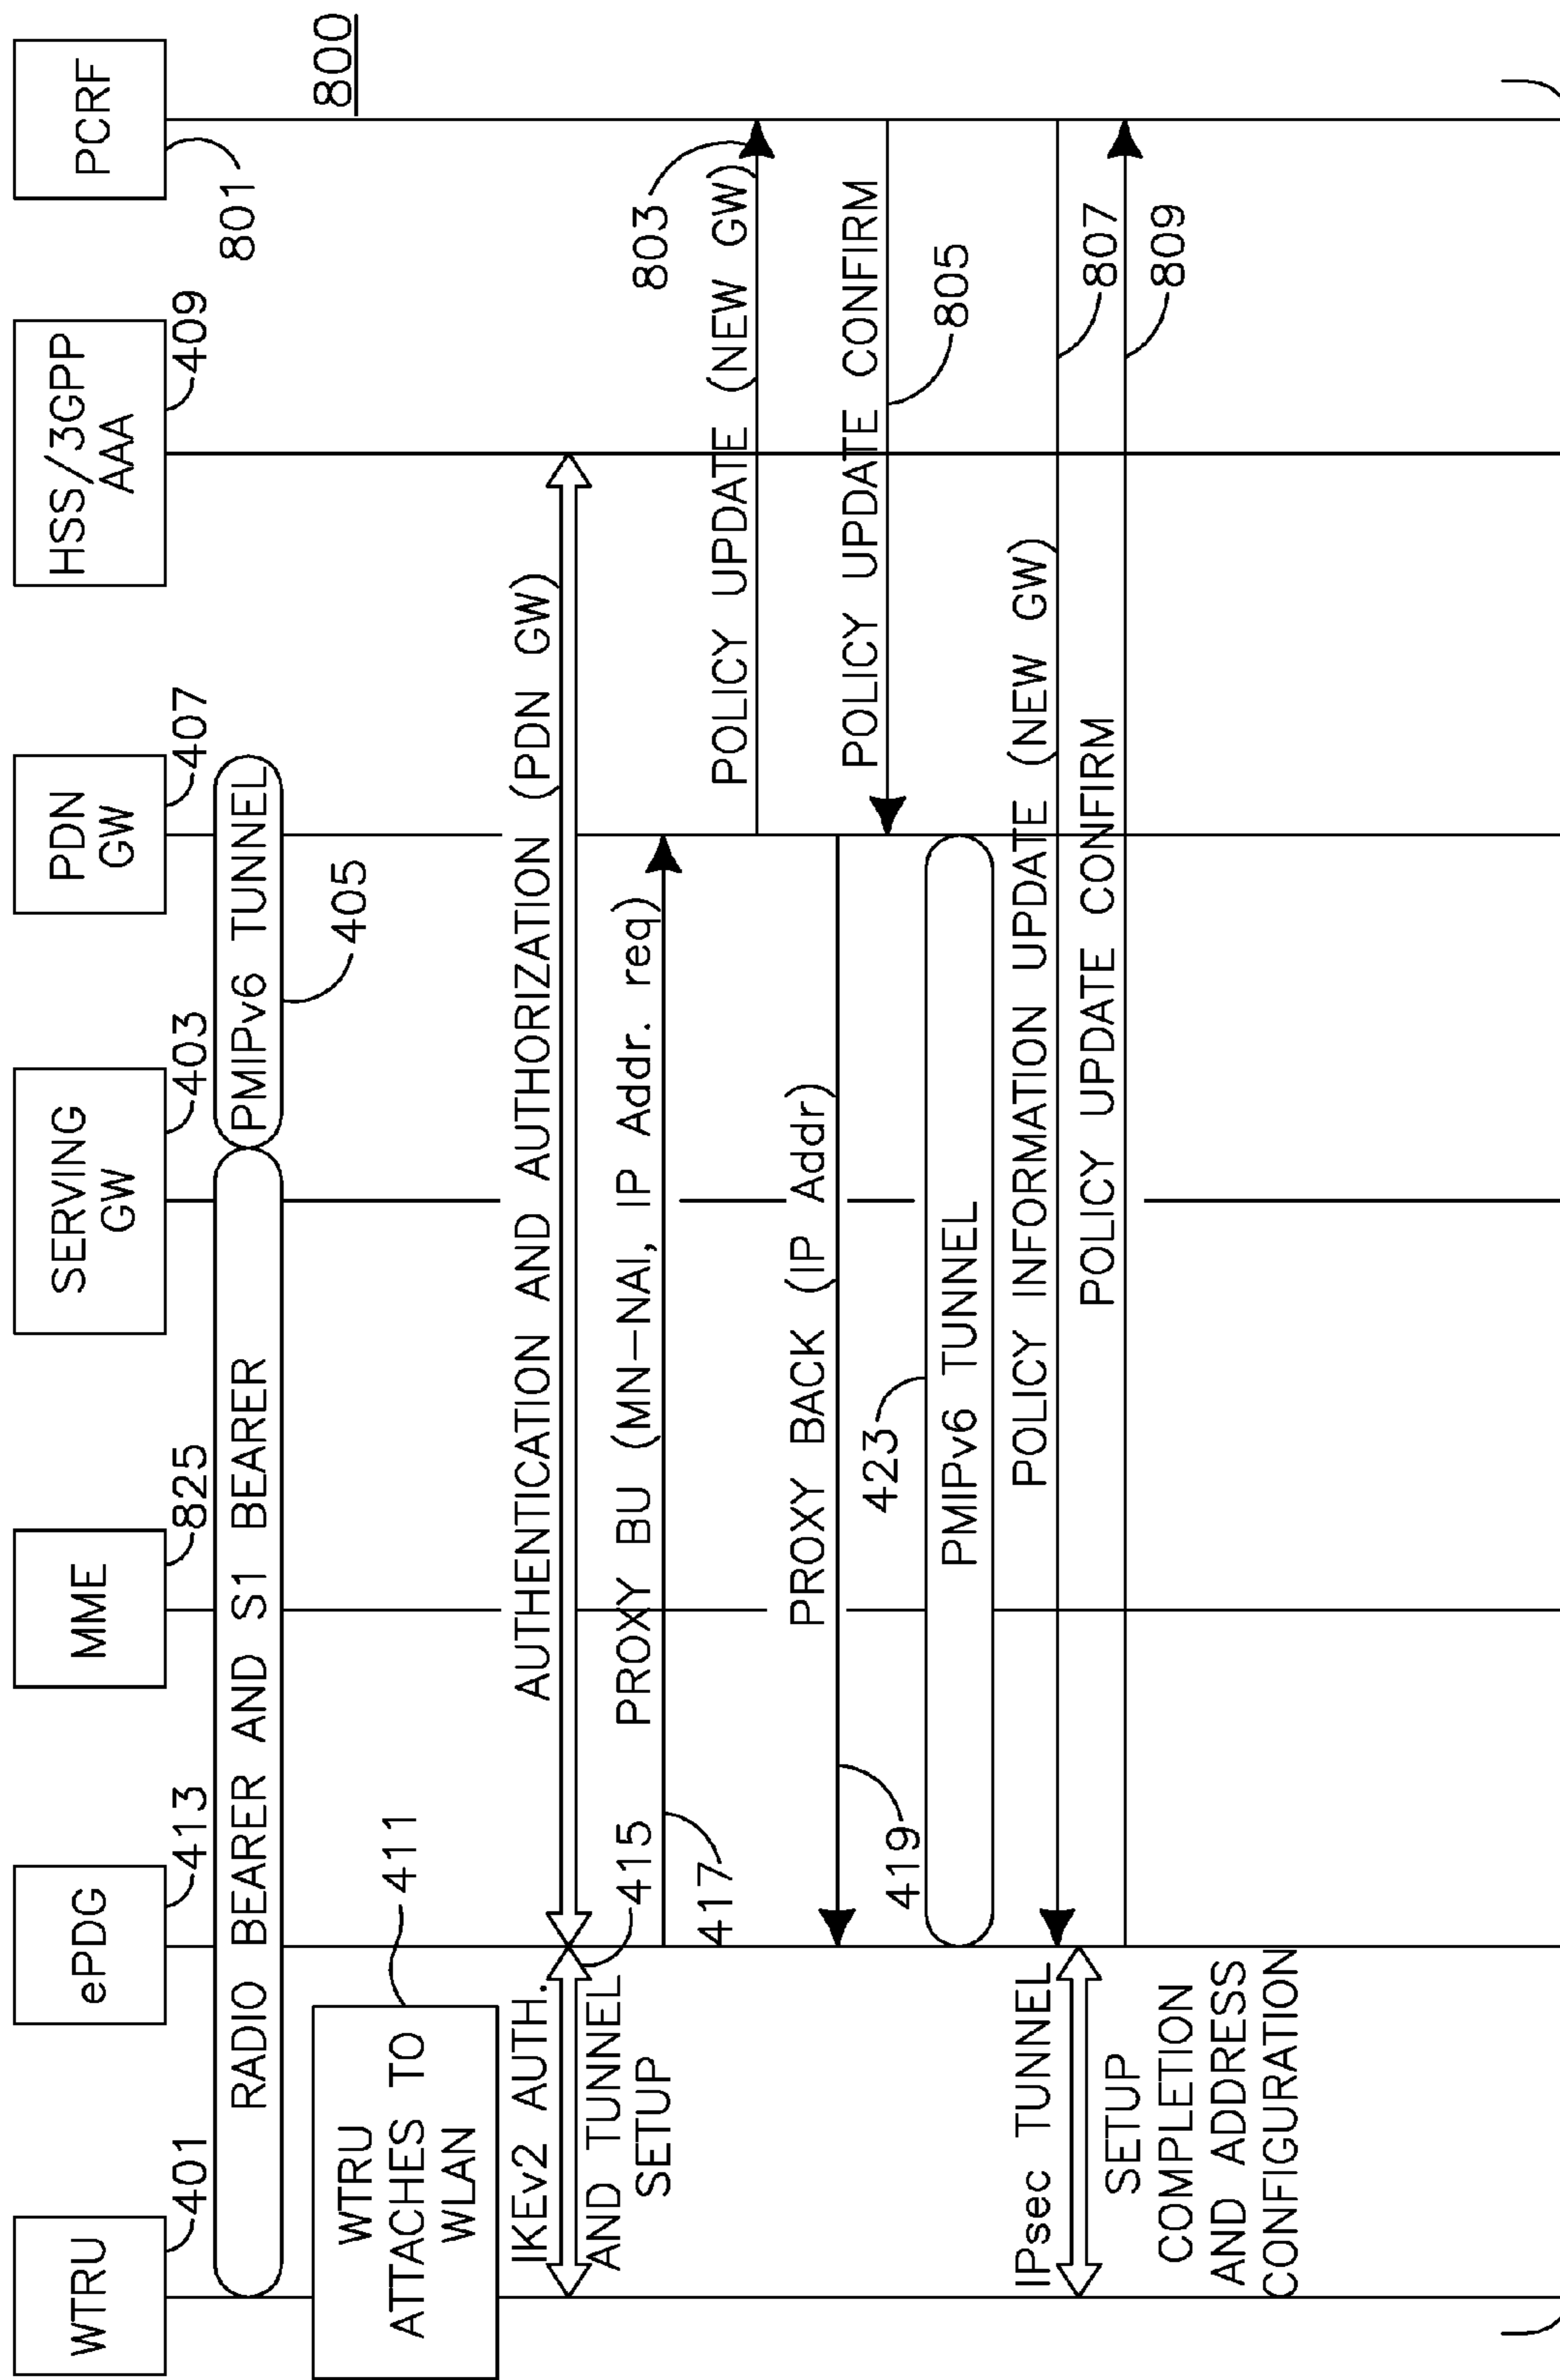 WTRU
401
ePDG
413
MME
825
SERVING
GW
403
PDN
GW
407
HSS/3GPP
AAA
409
PCRF
801
800
RADIO BEARER AND S1 BEARER
PMIPv6 TUNNEL
405
WTRU
ATTACHES TO
WLAN
411
IKEv2 AUTH.
AND TUNNEL
SETUP
415
AUTHENTICATION AND AUTHORIZATION (PDN GW)
PROXY BU (MN-NAI, IP Addr. req)
417
803
POLICY UPDATE (NEW GW)
PROXY BACK (IP Addr)
419
POLICY UPDATE CONFIRM
805
423
PMIPv6 TUNNEL
POLICY INFORMATION UPDATE (NEW GW)
807
POLICY UPDATE CONFIRM
809
IPsec TUNNEL
SETUP
COMPLETION
AND ADDRESS
CONFIGURATION